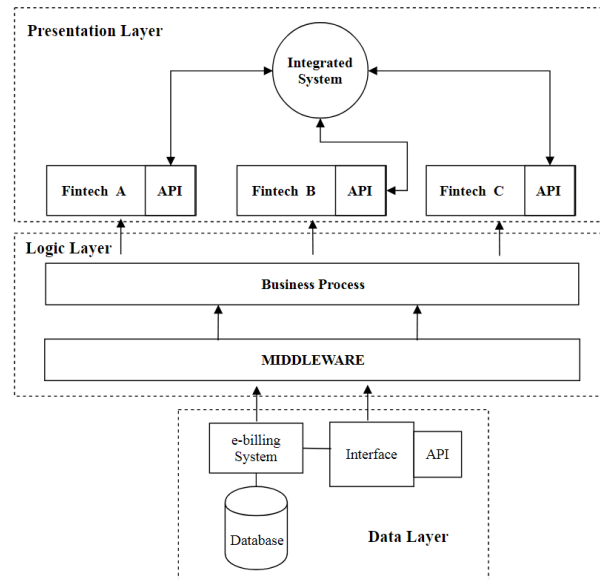 Presentation Layer
Integrated
System
Fintech A API
Fintech B API
Fintech C API
Logic Layer
Business Process
MIDDLEWARE
e-billing
System
Interface
API
Database
Data Layer